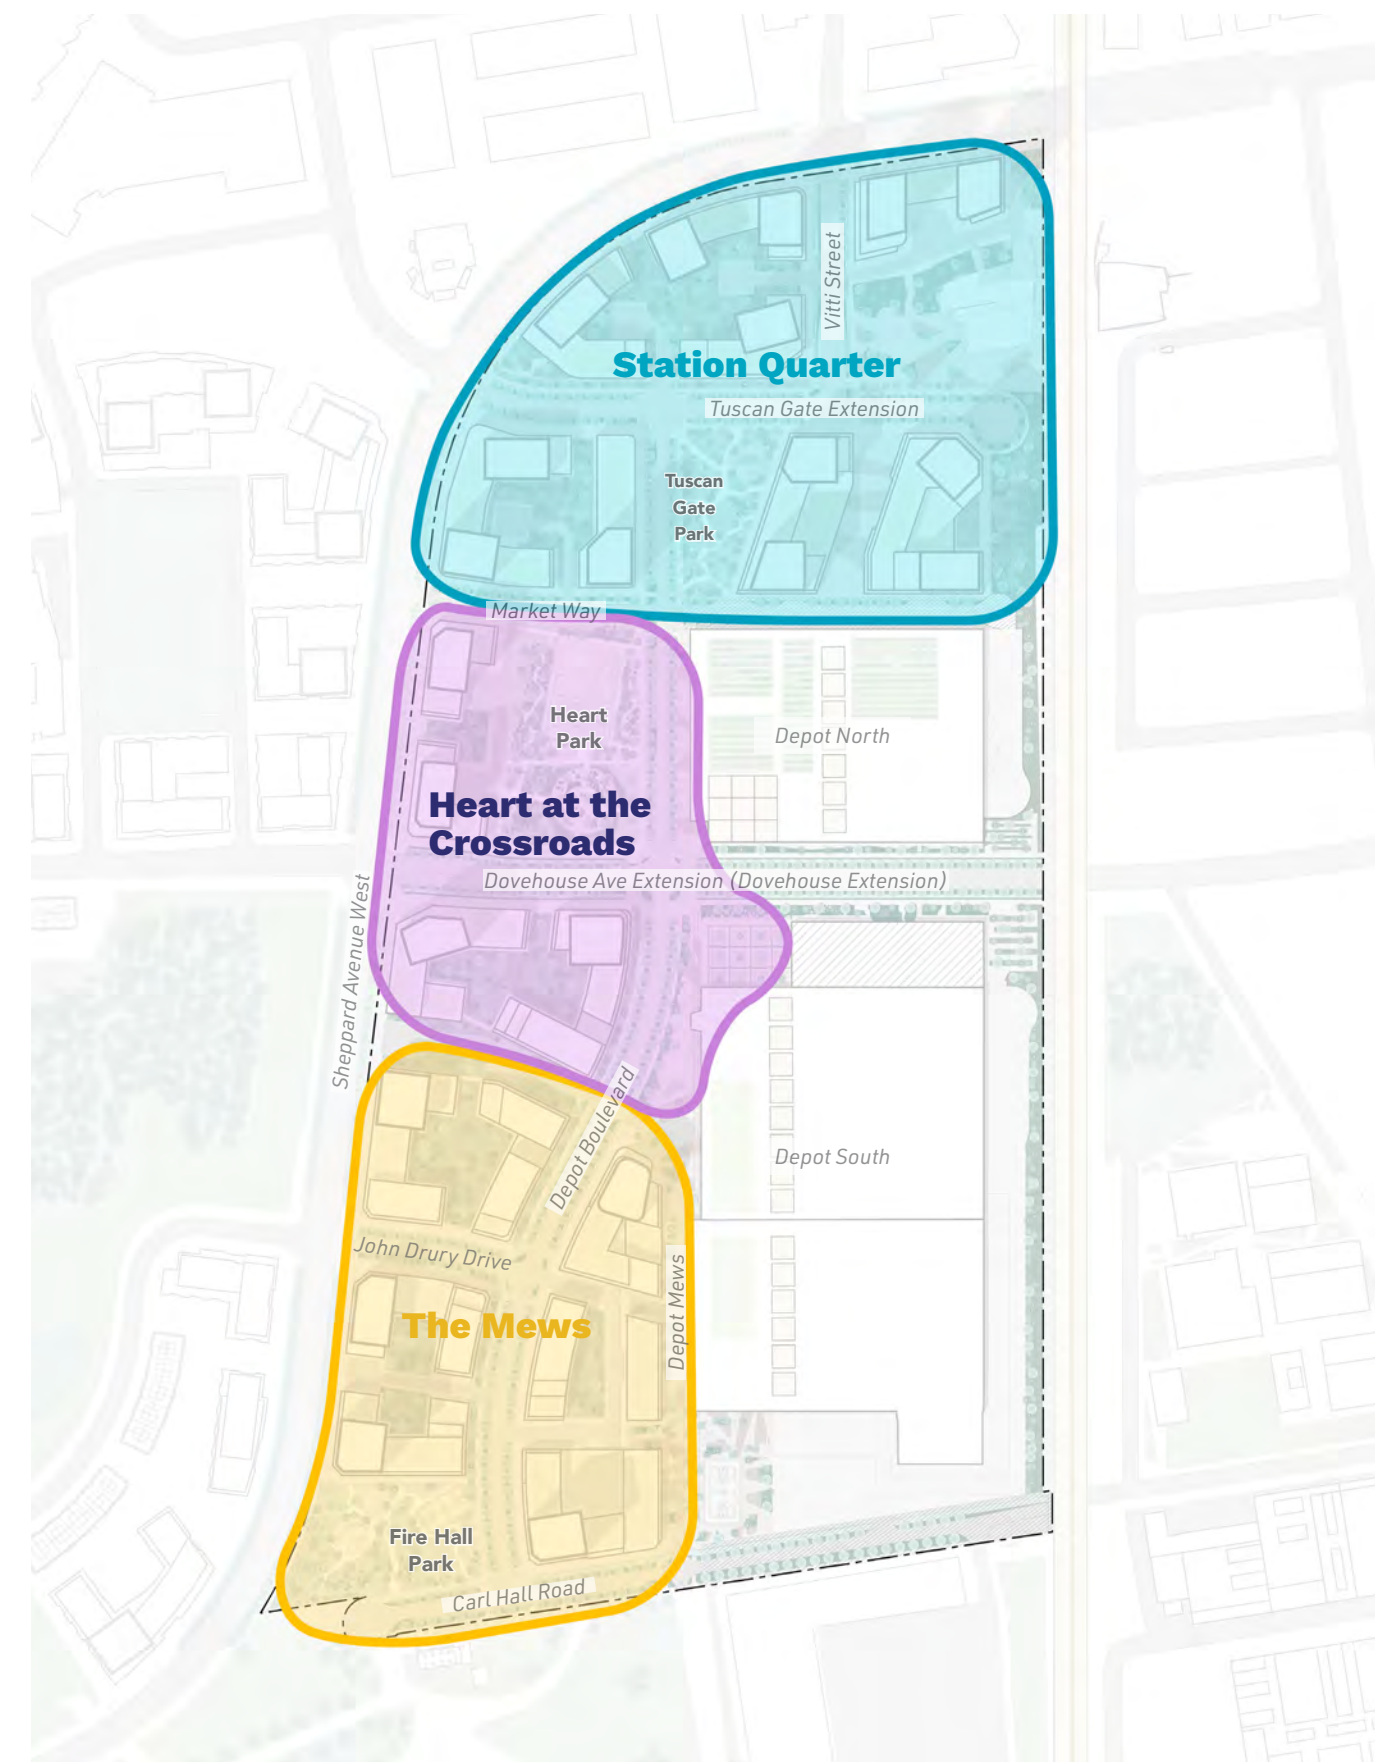 Vitti Street
Station Quarter
Tuscan Gate Extension
Tuscan
Gate
Park
Market Way
Heart
Park
Depot North
Heart at the
Crossroads
Dovehouse Ave Extension (Dovehouse Extension)
Sheppard Avenue West
Depot Boulevard
Depot South
John Drury Drive
Depot Mews
The Mews
Fire Hall
Park
Carl Hall Road